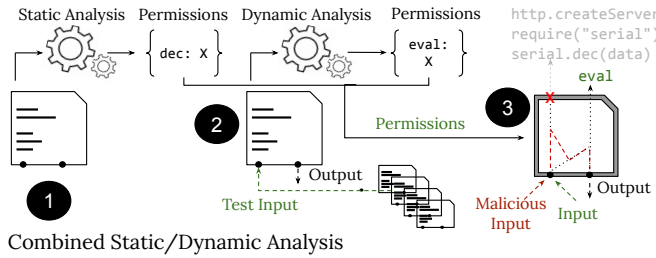 Static Analysis
Permissions
Dynamic Analysis
Permissions
http.createServer
require("serial")
serial.dec(data)
dec: X
eval:
X
eval
X
1
2
3
Permissions
Output
Test Input
Malicious
Input
Input
Output
Combined Static/Dynamic Analysis